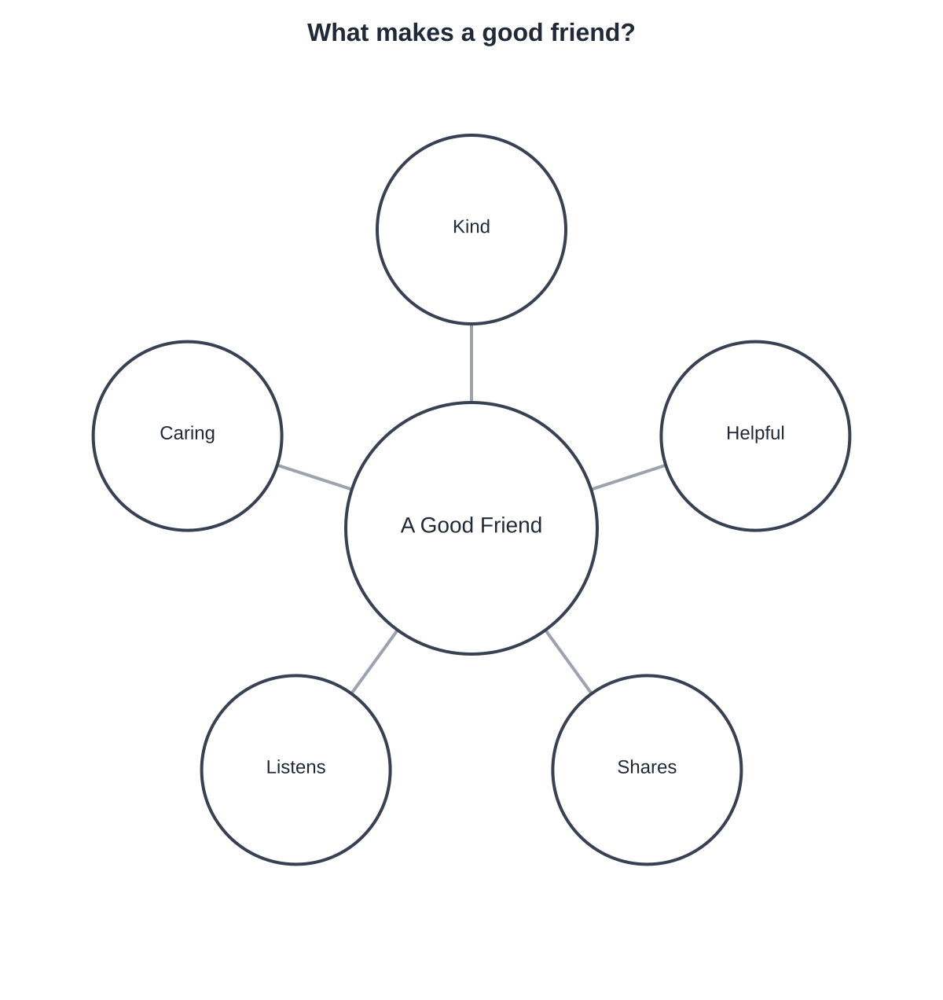 What makes a good friend?
Kind
Caring
Helpful
A Good Friend
Listens
Shares